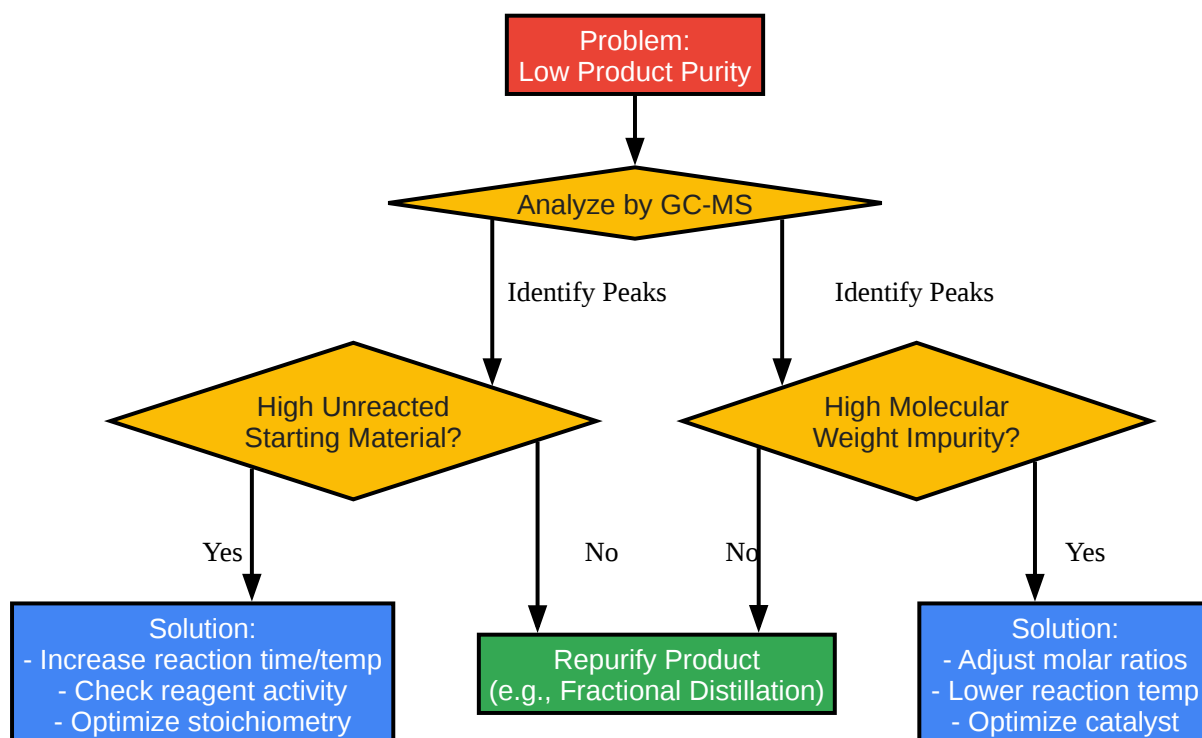 Problem:
Low Product Purity
Analyze by GC-MS
Identify Peaks
Identify Peaks
High Unreacted
Starting Material?
High Molecular
Weight Impurity?
Yes
No
No
Yes
Solution:
- Increase reaction time/temp
- Check reagent activity
- Optimize stoichiometry
Repurify Product
(e.g., Fractional Distillation)
Solution:
- Adjust molar ratios
- Lower reaction temp
- Optimize catalyst